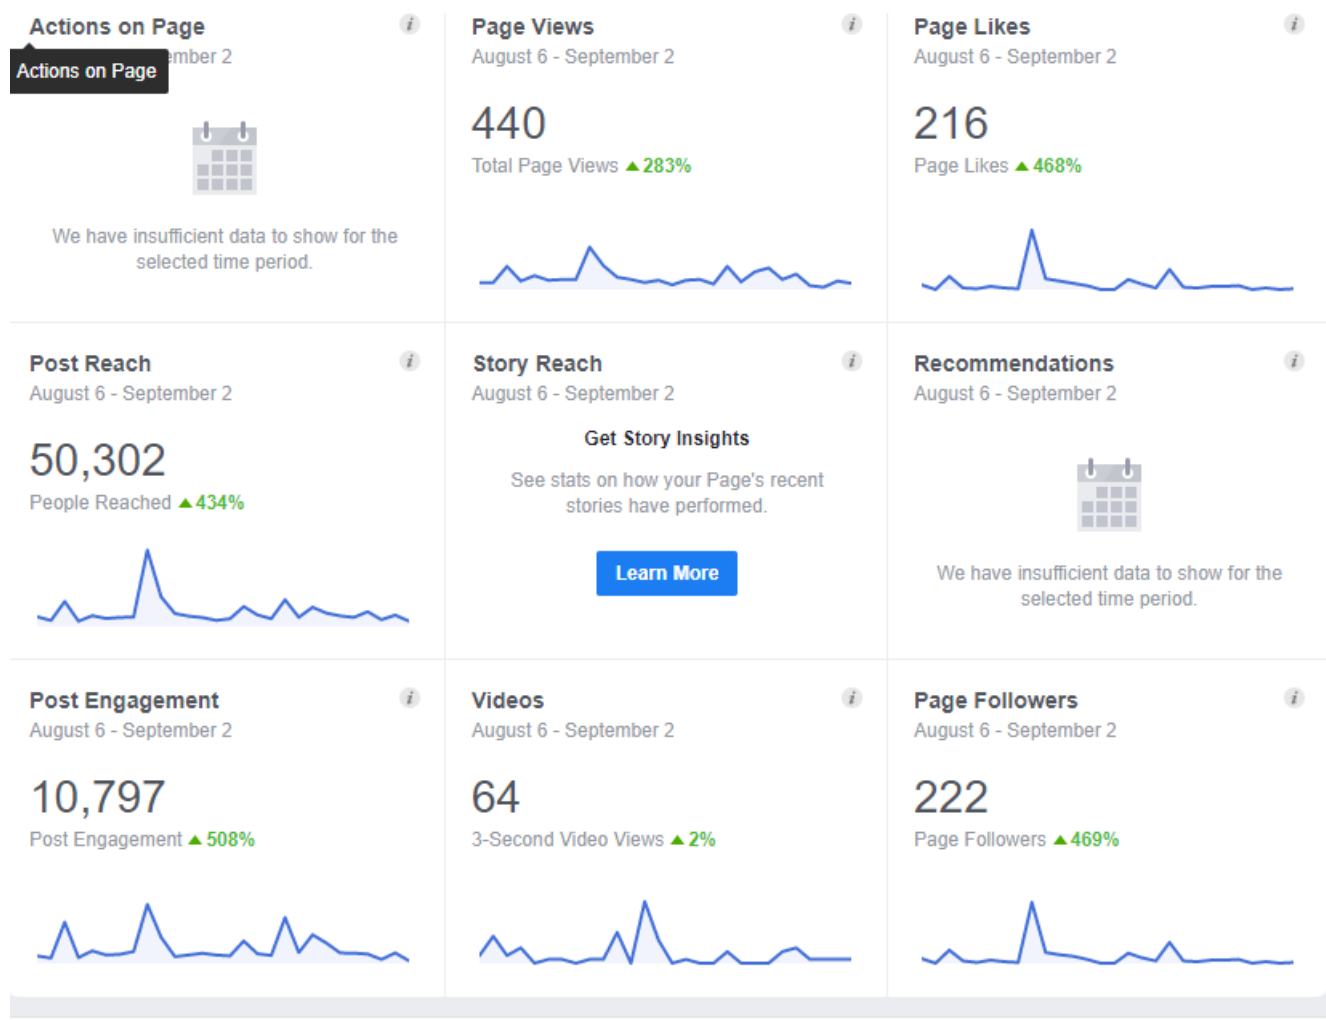 Actions on Page
ember 2
Actions on Page
We have insufficient data to show for the
selected time period.
Page Views
August 6 - September 2
440
Total Page Views ▲ 283%
Page Likes
August 6 - September 2
216
Page Likes ▲ 468%
Post Reach
August 6 - September 2
50,302
People Reached ▲ 434%
Story Reach
August 6 - September 2
Get Story Insights
See stats on how your Page's recent
stories have performed.
Learn More
Recommendations
August 6 - September 2
We have insufficient data to show for the
selected time period.
Post Engagement
August 6 - September 2
10,797
Post Engagement ▲ 508%
Videos
August 6 - September 2
64
3-Second Video Views ▲ 2%
Page Followers
August 6 - September 2
222
Page Followers ▲ 469%